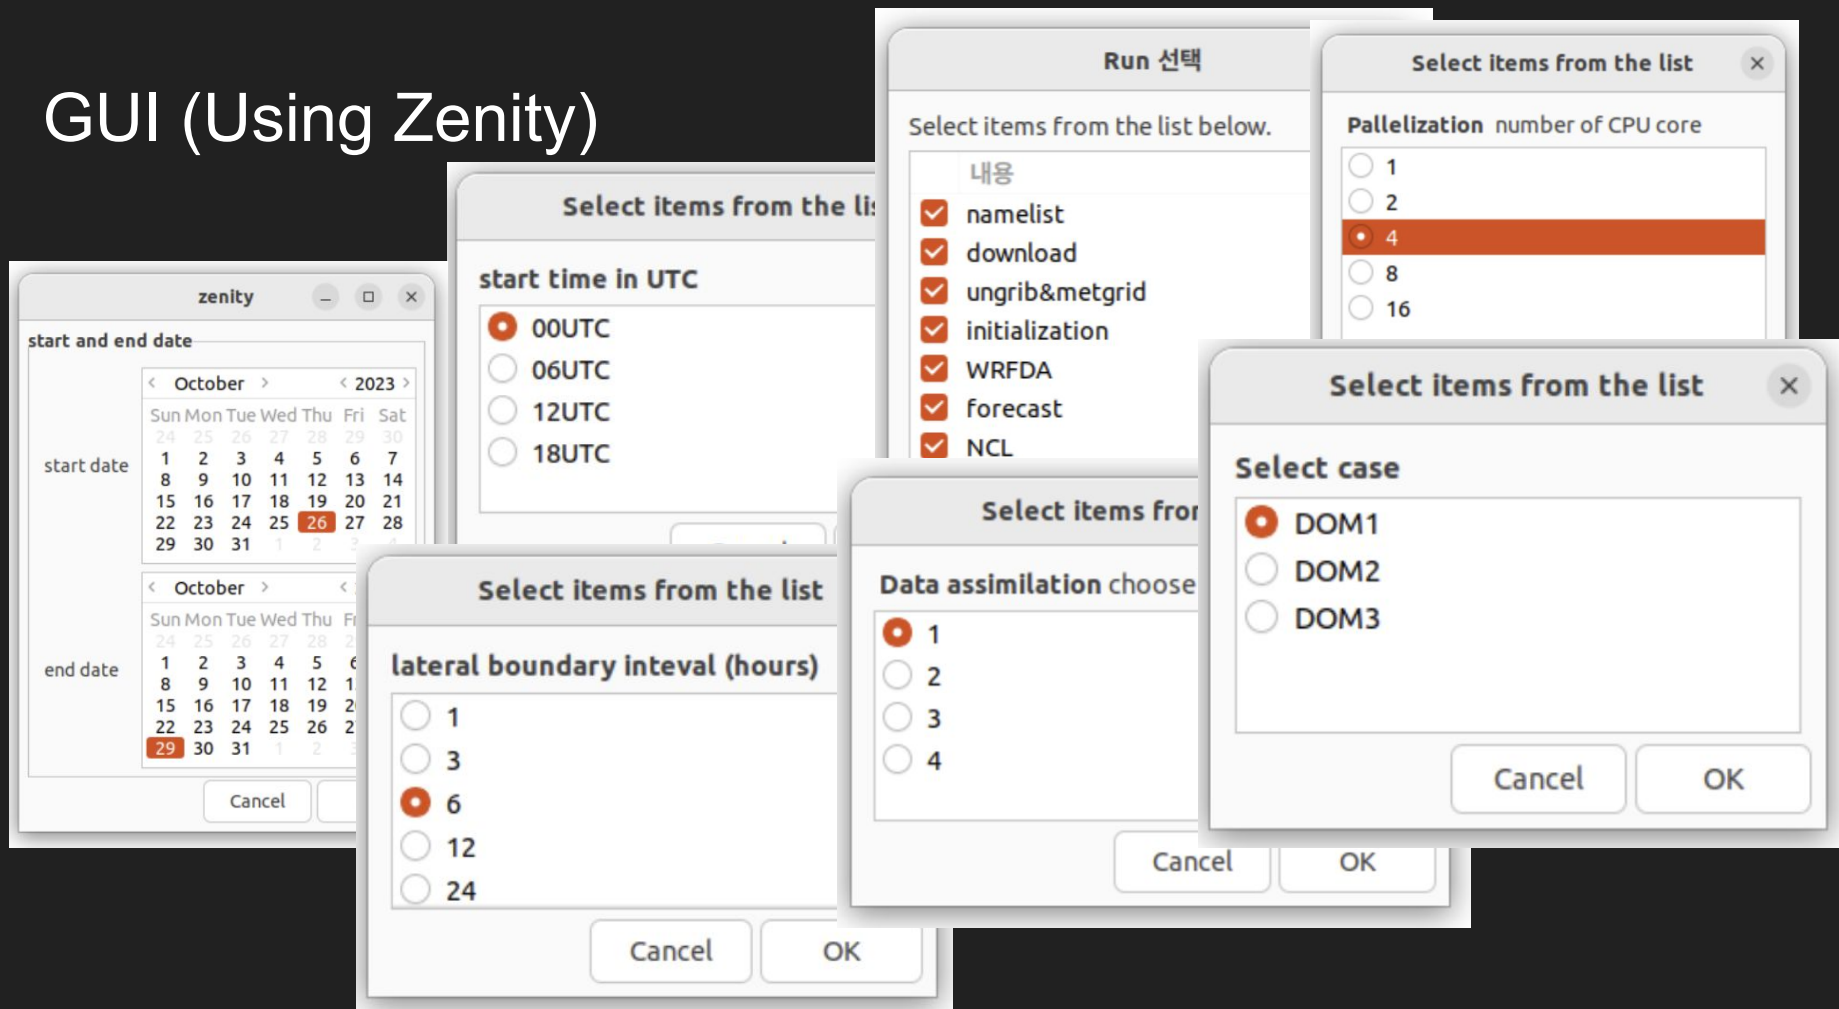 GUI (Using Zenity)
zenity
start and end date
October 2023
Sun Mon Tue Wed Thu Fri Sat
24 25 26 27 28 29 30
1 2 3 4 5 6 7
8 9 10 11 12 13 14
start date
15 16 17 18 19 20 21
22 23 24 25 26 27 28
29 30 31 1 2 3 4
October
Sun Mon Tue Wed Thu
24 25 26 27 28
1 2 3 4 5
8 9 10 11 12
end date
15 16 17 18 19
22 23 24 25 26
29 30 31 1 2
Cancel
Select items from the
start time in UTC
00UTC
06UTC
12UTC
18UTC
Select items from the list
lateral boundary inteval (hours)
1
3
6
12
24
Cancel OK
Run 선택
Select items from the list below.
내용
namelist
download
ungrib&metgrid
initialization
WRFDA
forecast
NCL
Select items
Data assimilation choose
1
2
3
4
Cancel OK
Select items from the list
Pallelization number of CPU core
1
2
4
8
16
Select items from the list
Select case
DOM1
DOM2
DOM3
Cancel OK